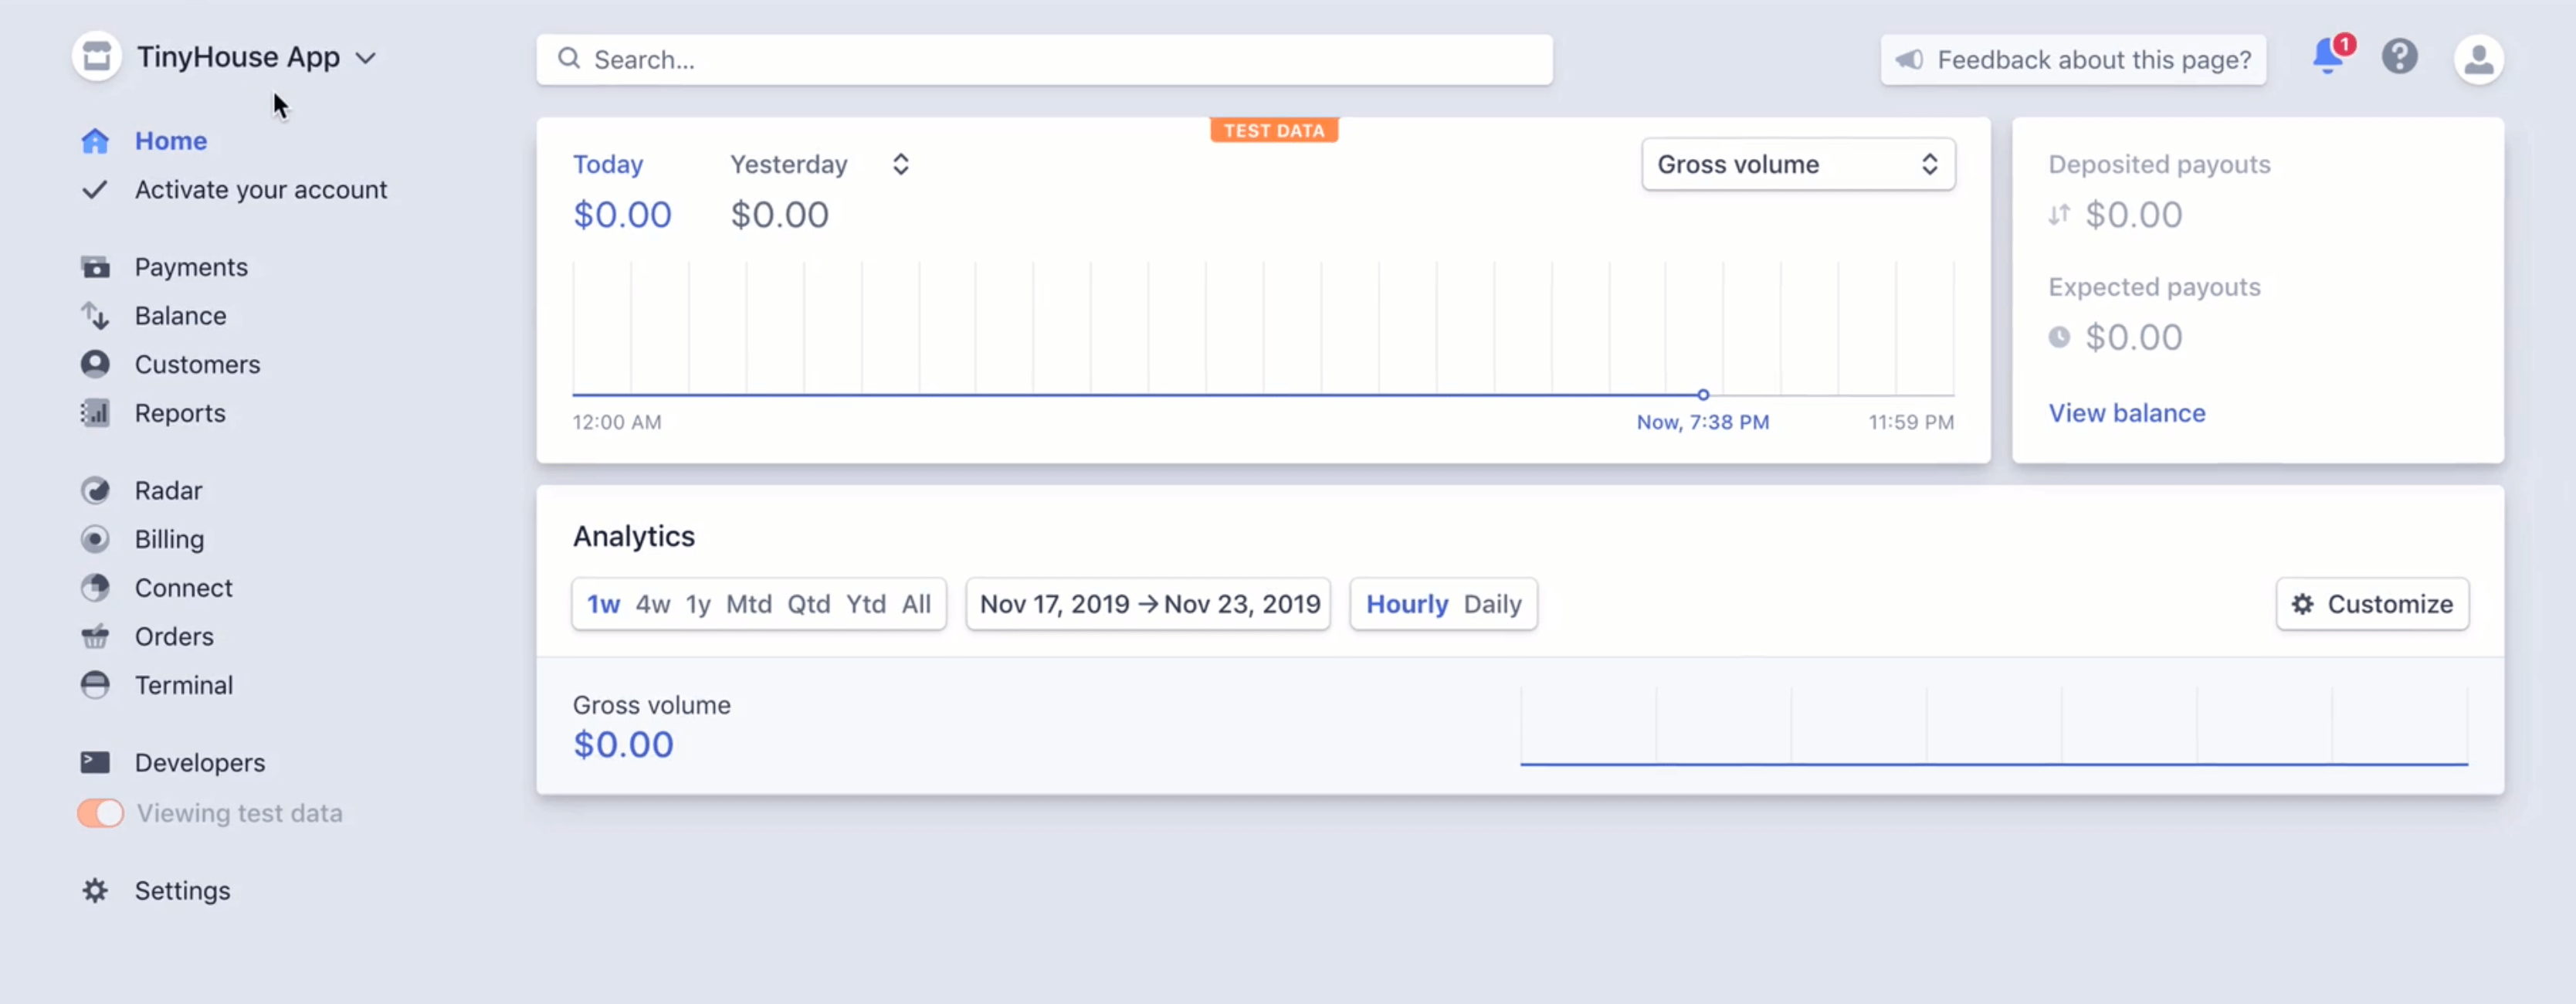 TinyHouse App
Search...
Feedback about this page?
1
Home
Activate your account
Payments
Balance
Customers
Reports
Radar
Billing
Connect
Orders
Terminal
Developers
Viewing test data
Settings
TEST DATA
Today
Yesterday
Gross volume
$0.00
$0.00
12:00 AM
Now, 7:38 PM
11:59 PM
Deposited payouts
$0.00
Expected payouts
$0.00
View balance
Analytics
1w 4w 1y Mtd Qtd Ytd All
Nov 17, 2019 → Nov 23, 2019
Hourly Daily
Customize
Gross volume
$0.00